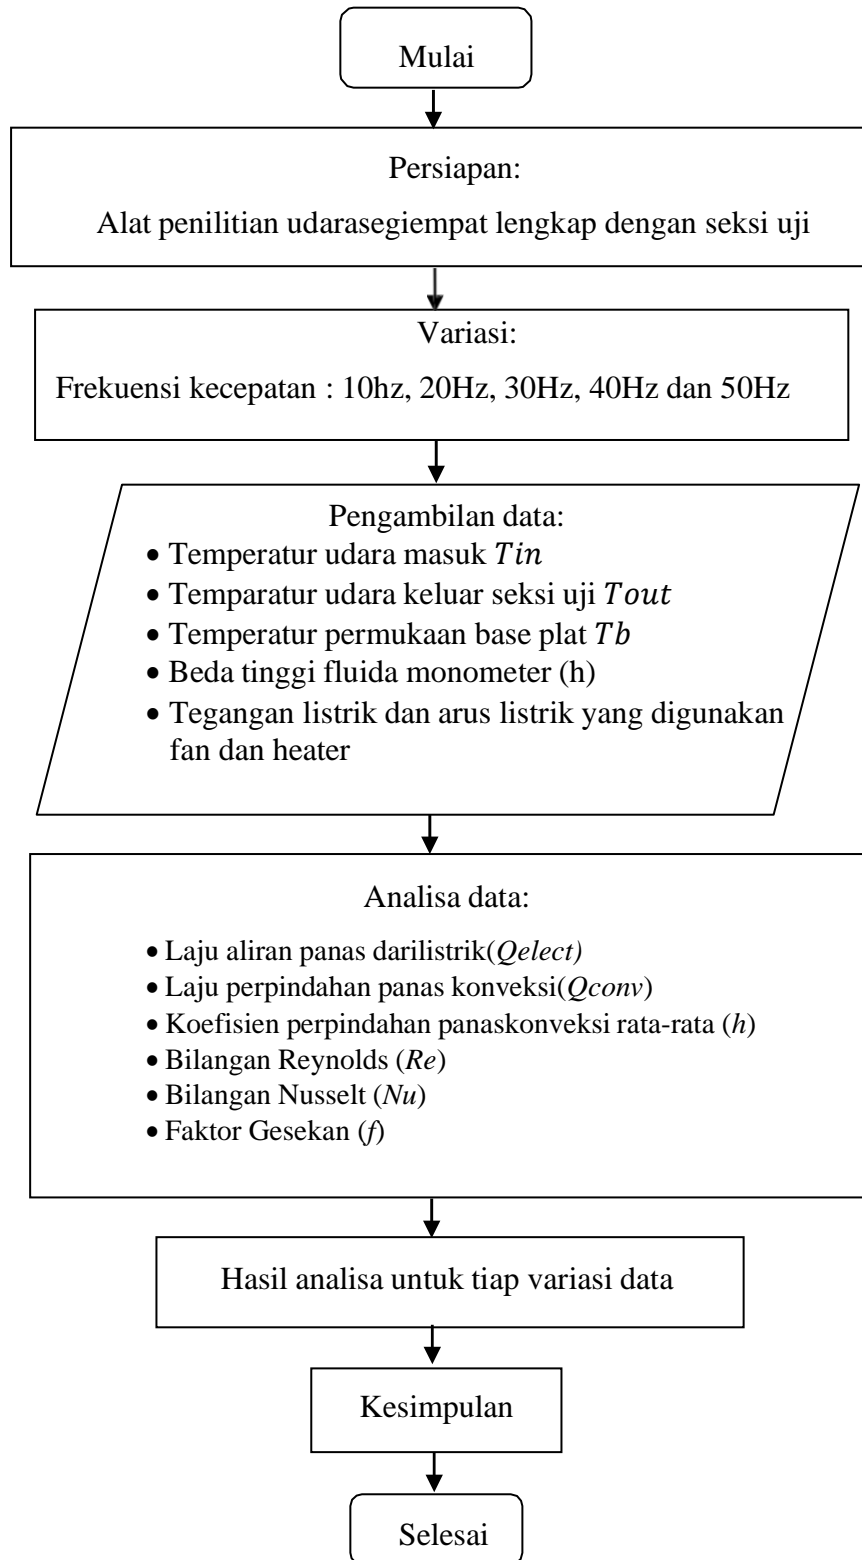 Mulai
Persiapan:
Alat penilitian udarasegiempat lengkap dengan seksi uji
Variasi:
Frekuensi kecepatan : 10hz, 20Hz, 30Hz, 40Hz dan 50Hz
Pengambilan data:
• Temperatur udara masuk Tin
• Temparatur udara keluar seksi uji Tout
• Temperatur permukaan base plat Tb
• Beda tinggi fluida monometer (h)
• Tegangan listrik dan arus listrik yang digunakan
fan dan heater
Analisa data:
• Laju aliran panas darilistrik(Qelect)
• Laju perpindahan panas konveksi(Qconv)
• Koefisien perpindahan panaskonveksi rata-rata (h)
• Bilangan Reynolds (Re)
• Bilangan Nusselt (Nu)
• Faktor Gesekan (f)
Hasil analisa untuk tiap variasi data
Kesimpulan
Selesai